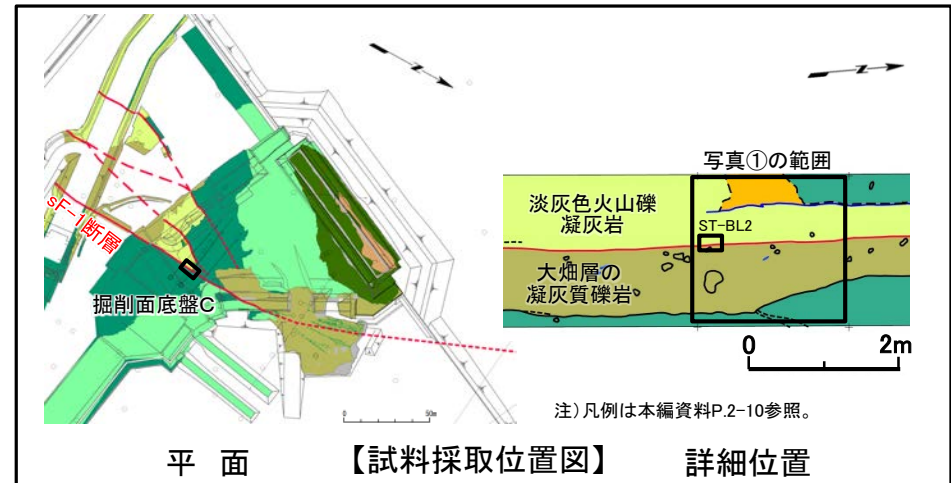 N
sF-1断層
掘削面底盤C
0
50m
N
写真①の範囲
淡灰色火山礫
凝灰岩
ST-BL2
大畑層の
凝灰質礫岩
0
2m
注)凡例は本編資料P.2-10参照。
平 面
【試料採取位置図】
詳細位置